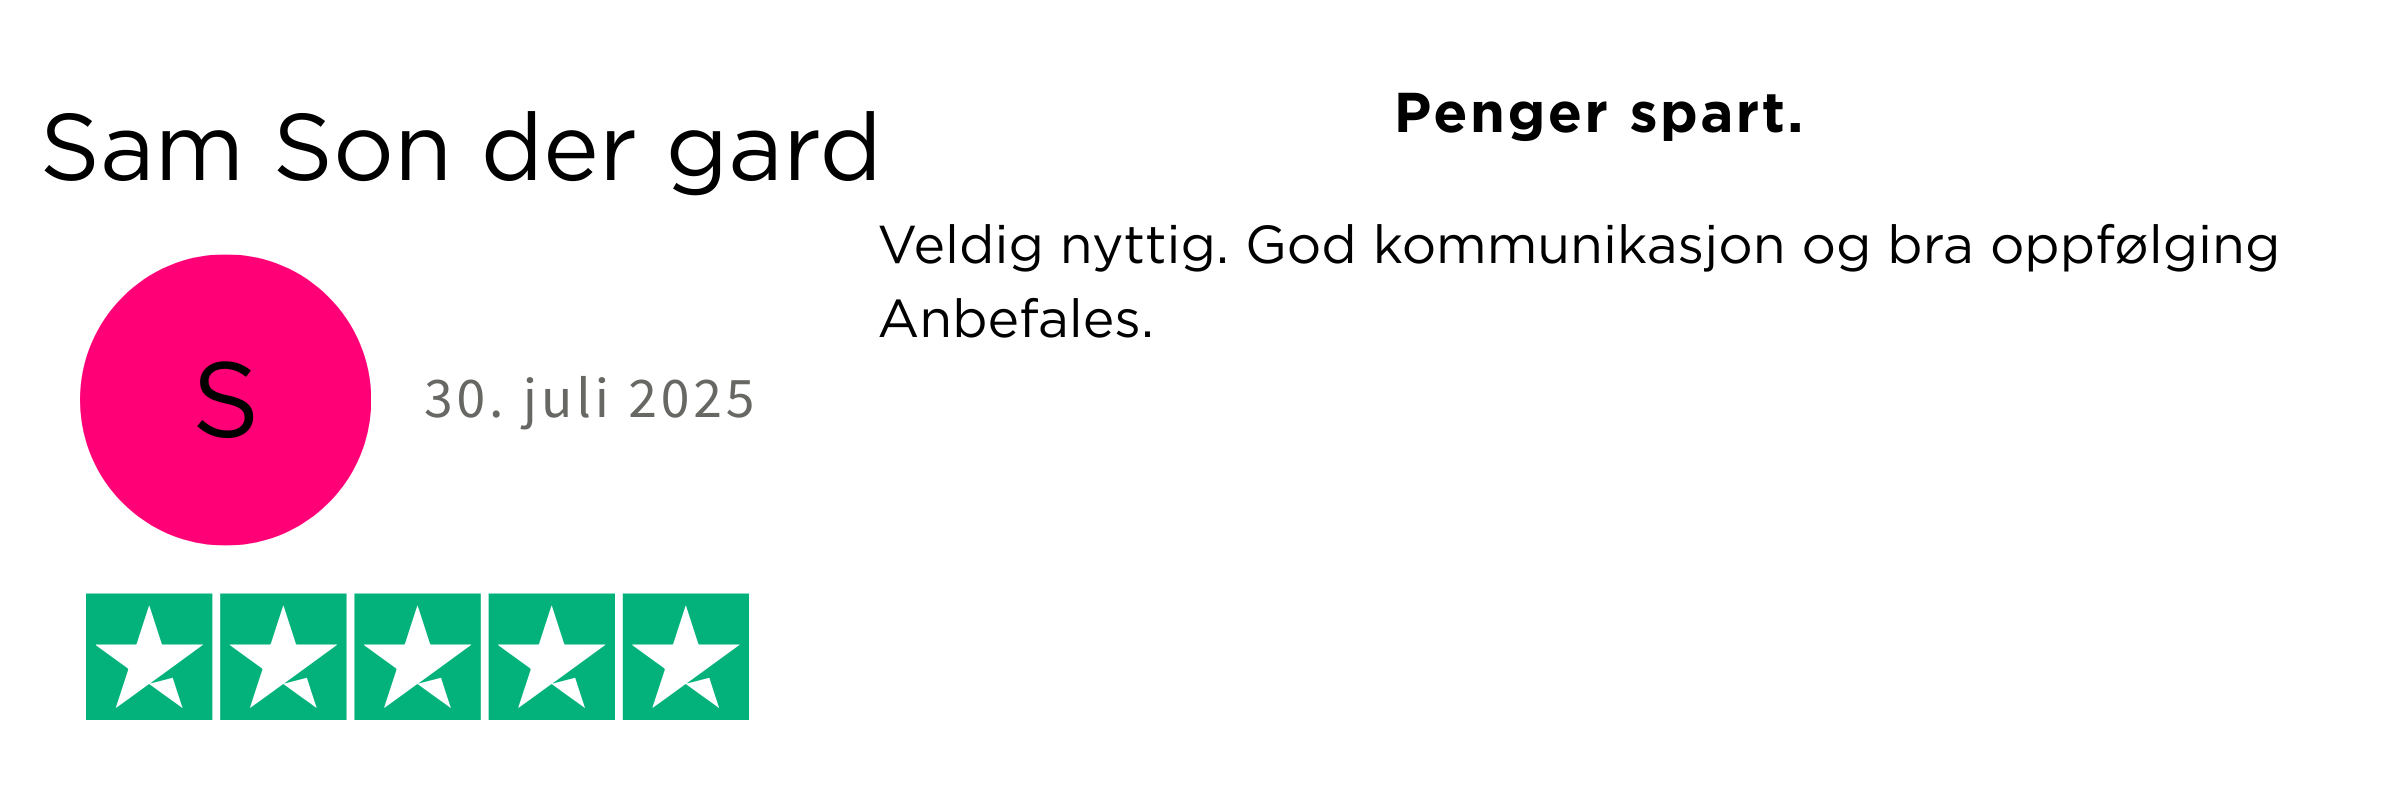 Sam Son der gard
S
30. juli 2025
Penger spart.
Veldig nyttig. God kommunikasjon og bra oppfølging
Anbefales.